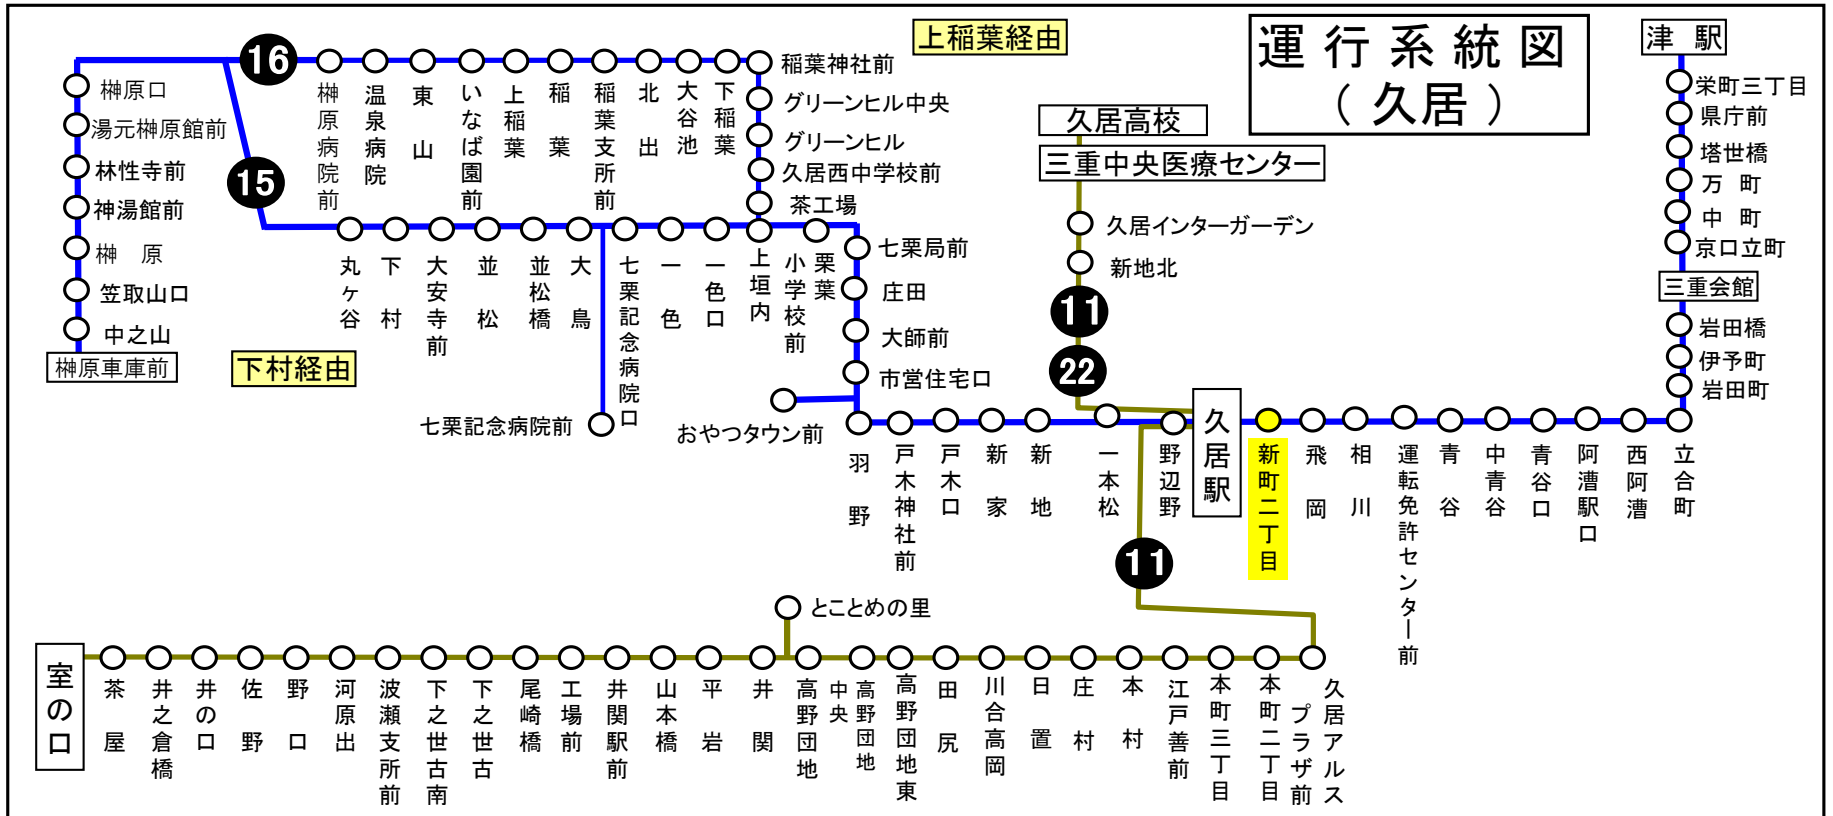 運行系統図
（久居）
上稲葉経由
下村経由
津駅
栄町三丁目
県庁前
塔世橋
万町
中町
京口立町
三重会館
岩田橋
伊予町
岩田町
立合町
西阿漕
阿漕駅口
青谷口
中青谷
青谷
運転免許センター前
相川
飛岡
新町二丁目
久居駅
野辺野
一本松
新地
新家
戸木口
戸木神社前
羽野
おやつタウン前
市営住宅口
大師前
庄田
七栗局前
栗葉
小学校前
上垣内
一色口
一色
七栗記念病院口
七栗記念病院前
大鳥
並松橋
並松
大安寺前
下村
丸ヶ谷
15
16
茶工場
久居西中学校前
グリーンヒル
グリーンヒル中央
稲葉神社前
下稲葉
大谷池
北出
稲葉支所前
稲葉
上稲葉
いなば園前
東山
温泉病院
榊原病院前
榊原口
湯元榊原館前
林性寺前
神湯館前
榊原
笠取山口
中之山
榊原車庫前
久居高校
三重中央医療センター
久居インターガーデン
新地北
11
22
11
久居アルス
プラザ前
本町二丁目
本町三丁目
江戸善前
本村
庄村
日置
川合高岡
田尻
高野団地東
高野団地
中央
高野団地
とことめの里
井関
平岩
山本橋
井関駅前
工場前
尾崎橋
下之世古
下之世古南
波瀬支所前
河原出
野口
佐野
井のロ
井之倉橋
茶屋
室のロ